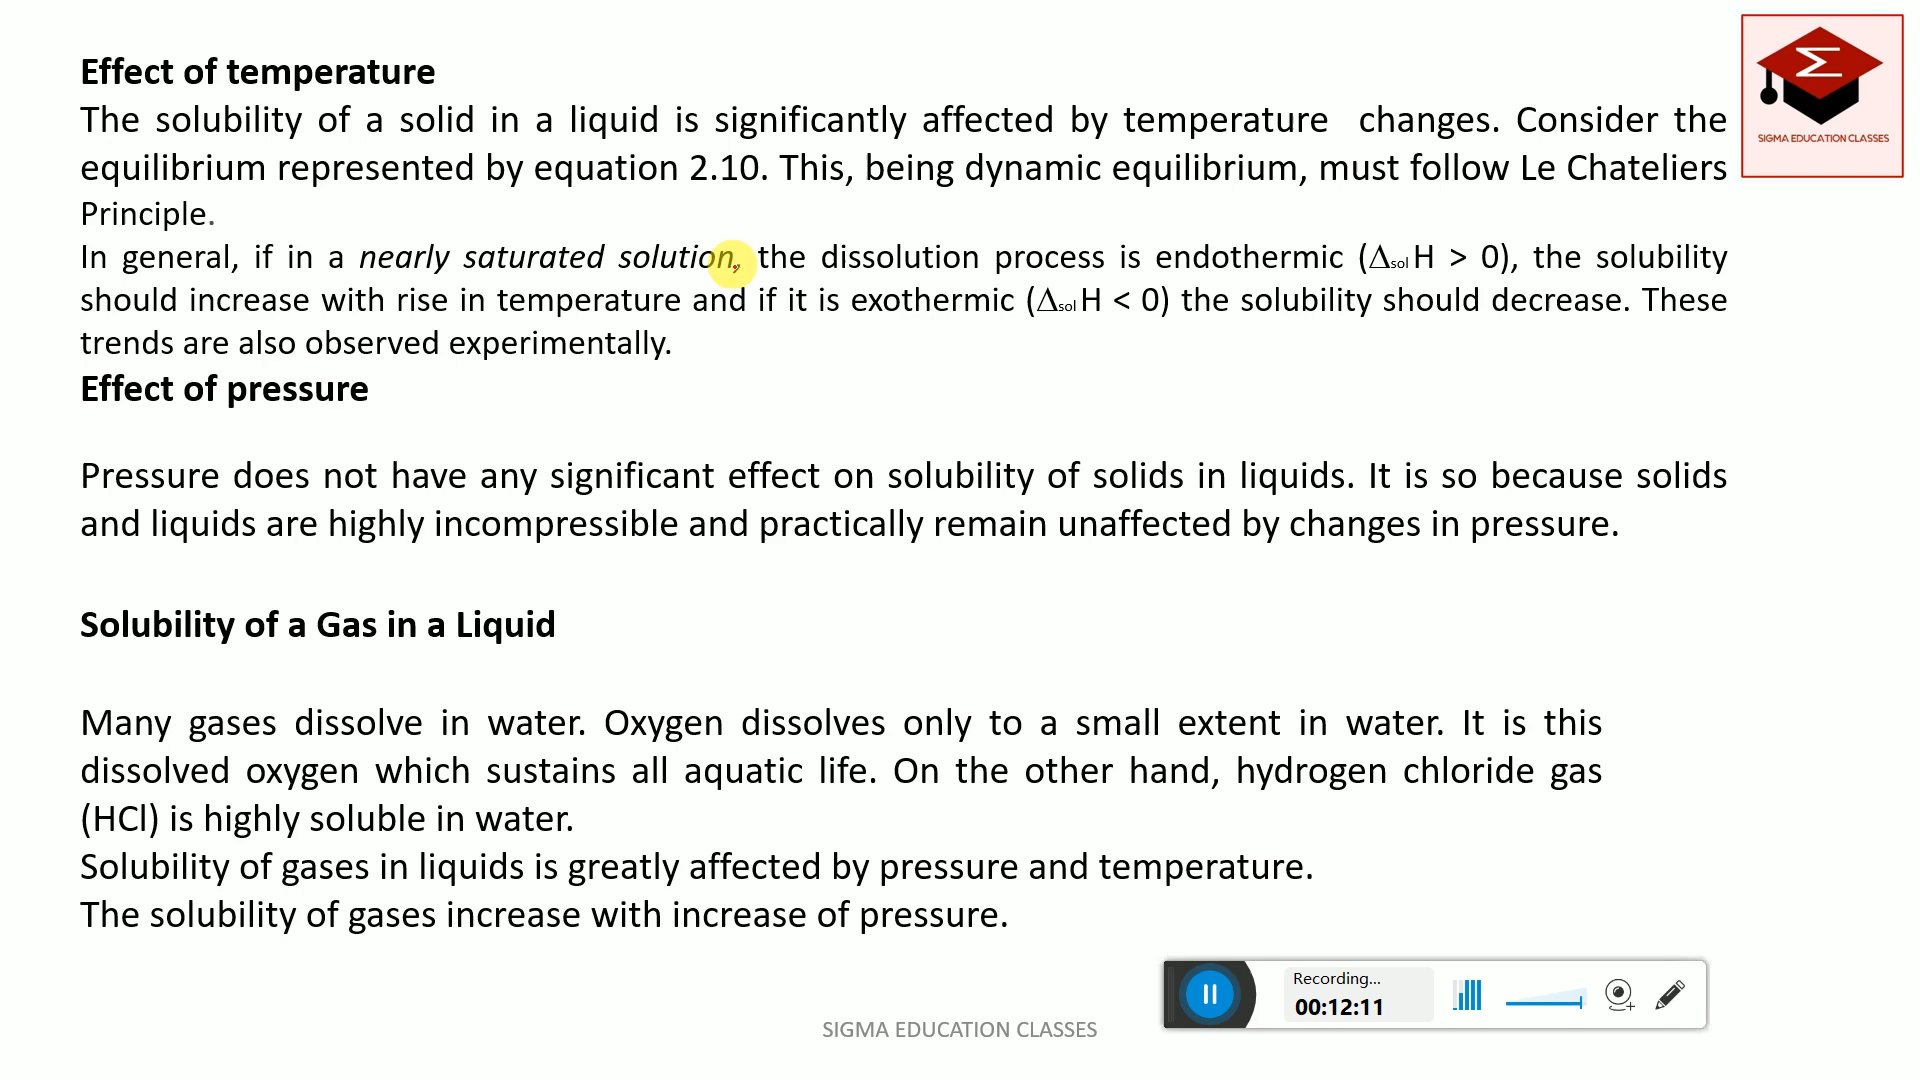 Effect of temperature
The solubility of a solid in a liquid is significantly affected by temperature changes. Consider the
equilibrium represented by equation 2.10. This, being dynamic equilibrium, must follow Le Chateliers
Principle.
In general, if in a nearly saturated solution, the dissolution process is endothermic (Δsol H > 0), the solubility
should increase with rise in temperature and if it is exothermic (Δsol H < 0) the solubility should decrease. These
trends are also observed experimentally.
Effect of pressure
Pressure does not have any significant effect on solubility of solids in liquids. It is so because solids
and liquids are highly incompressible and practically remain unaffected by changes in pressure.
Solubility of a Gas in a Liquid
Many gases dissolve in water. Oxygen dissolves only to a small extent in water. It is this
dissolved oxygen which sustains all aquatic life. On the other hand, hydrogen chloride gas
(HCl) is highly soluble in water.
Solubility of gases in liquids is greatly affected by pressure and temperature.
The solubility of gases increase with increase of pressure.
Σ
SIGMA EDUCATION CLASSES
Recording...
00:12:11
SIGMA EDUCATION CLASSES